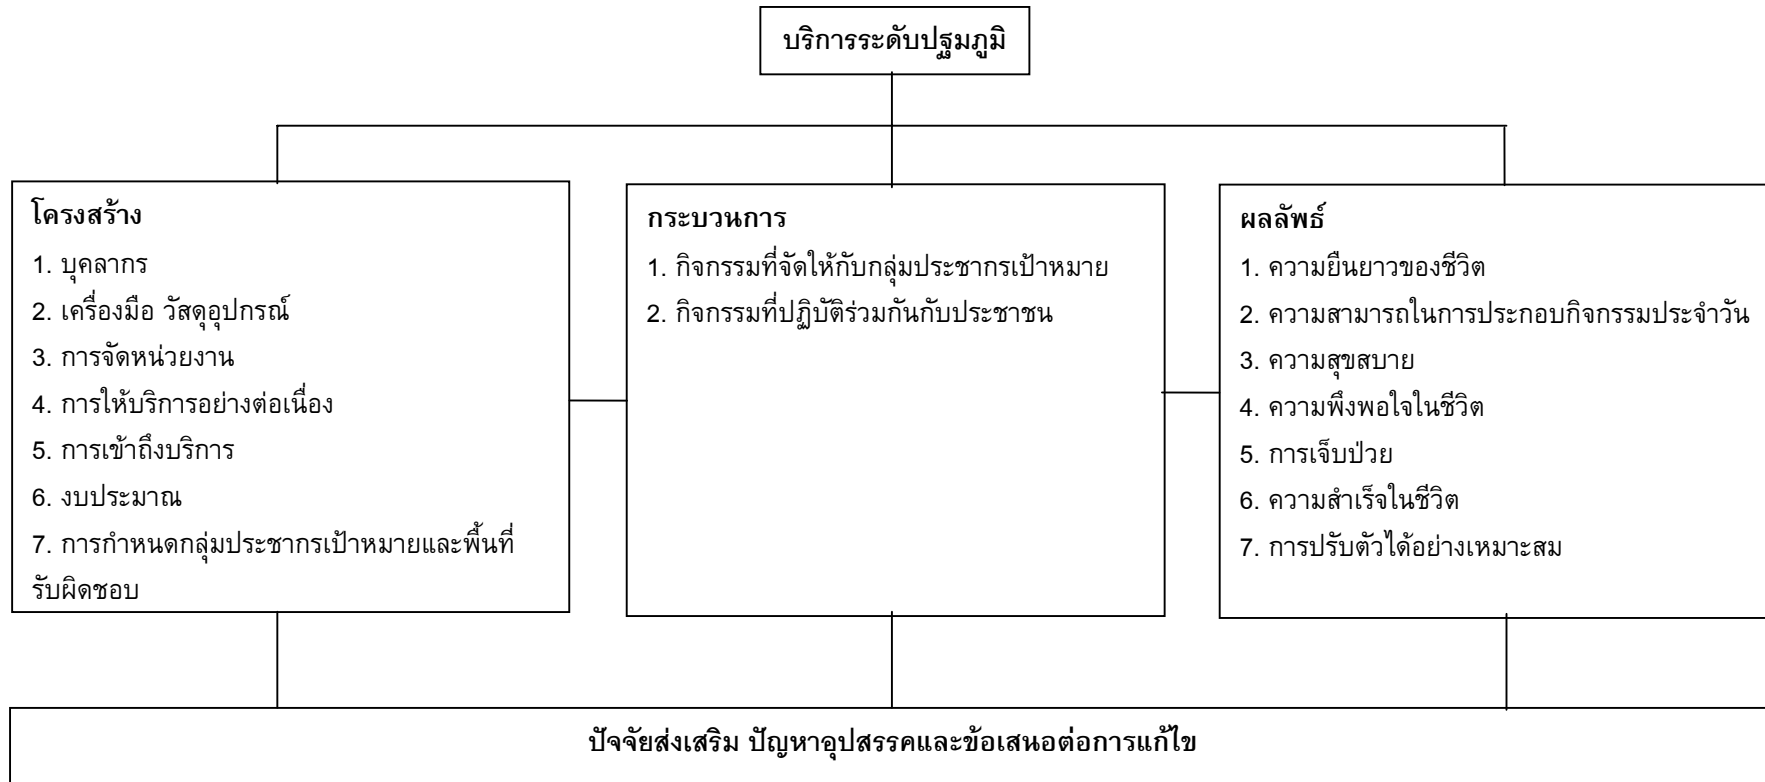 บริการระดับปฐมภูมิ
โครงสร้าง
1. บุคลากร
2. เครื่องมือ วัสดุอุปกรณ์
3. การจัดหน่วยงาน
4. การให้บริการอย่างต่อเนื่อง
5. การเข้าถึงบริการ
6. งบประมาณ
7. การกำหนดกลุ่มประชากรเป้าหมายและพื้นที่
รับผิดชอบ
กระบวนการ
1. กิจกรรมที่จัดให้กับกลุ่มประชากรเป้าหมาย
2. กิจกรรมที่ปฏิบัติร่วมกันกับประชาชน
ผลลัพธ์
1. ความยืนยาวของชีวิต
2. ความสามารถในการประกอบกิจกรรมประจำวัน
3. ความสุขสบาย
4. ความพึงพอใจในชีวิต
5. การเจ็บป่วย
6. ความสำเร็จในชีวิต
7. การปรับตัวได้อย่างเหมาะสม
ปัจจัยส่งเสริม ปัญหาอุปสรรคและข้อเสนอต่อการแก้ไข